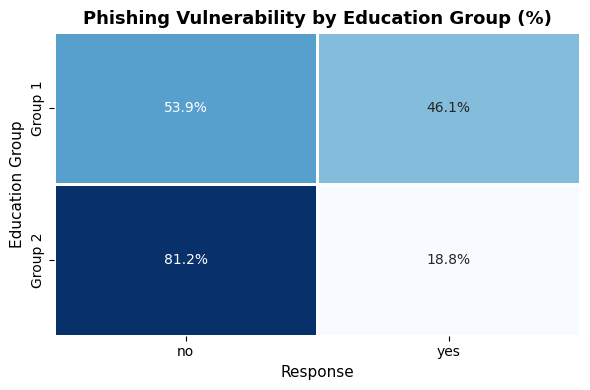 Phishing Vulnerability by Education Group (%)
Education Group
Group 1
53.9%
46.1%
Group 2
81.2%
18.8%
no
yes
Response